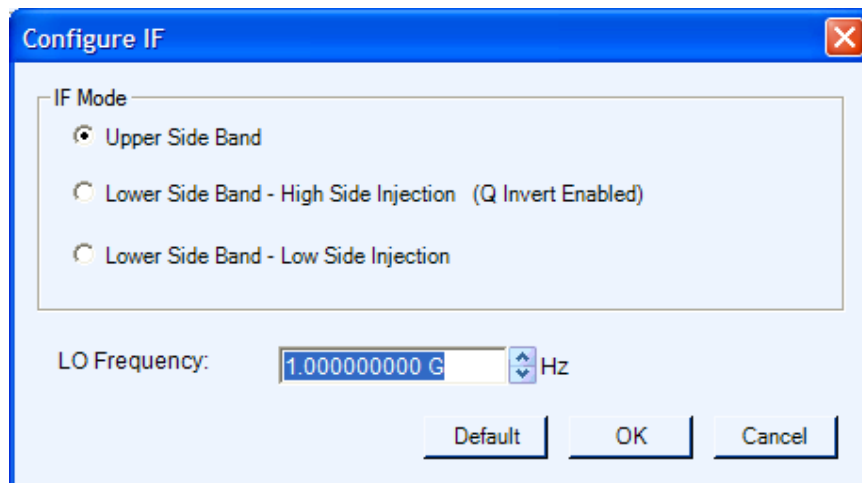 Configure IF
IF Mode
Upper Side Band
Lower Side Band - High Side Injection (Q Invert Enabled)
Lower Side Band - Low Side Injection
LO Frequency: 1.000000000 G Hz
Default OK Cancel